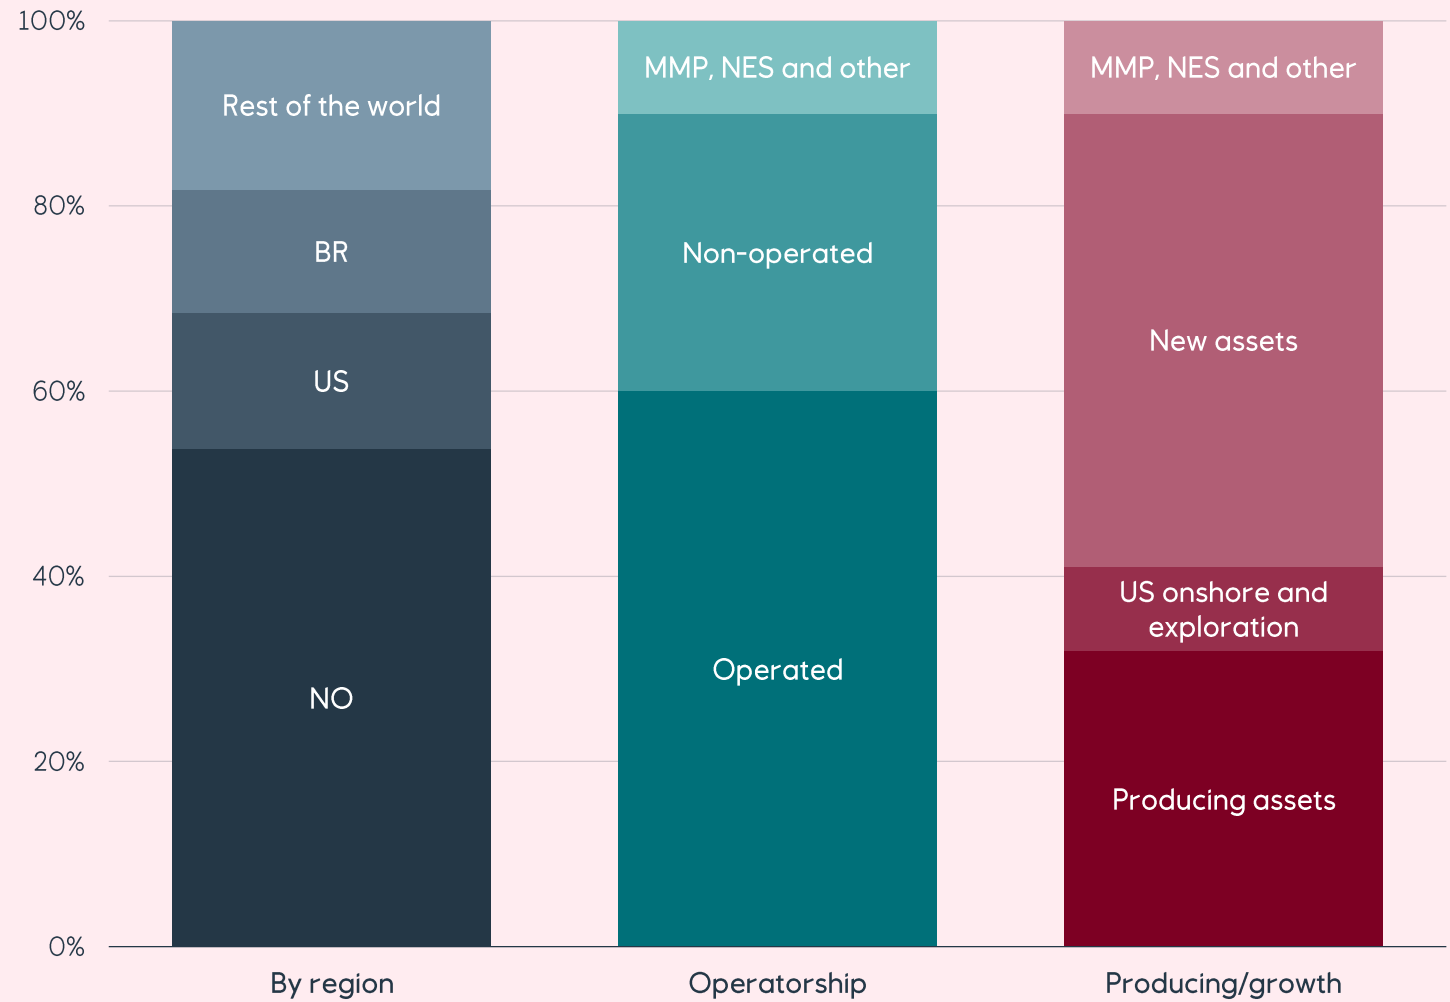 100%
80%
60%
40%
20%
0%
Rest of the world
BR
US
NO
MMP, NES and other
Non-operated
Operated
MMP, NES and other
New assets
US onshore and
exploration
Producing assets
By region
Operatorship
Producing/growth